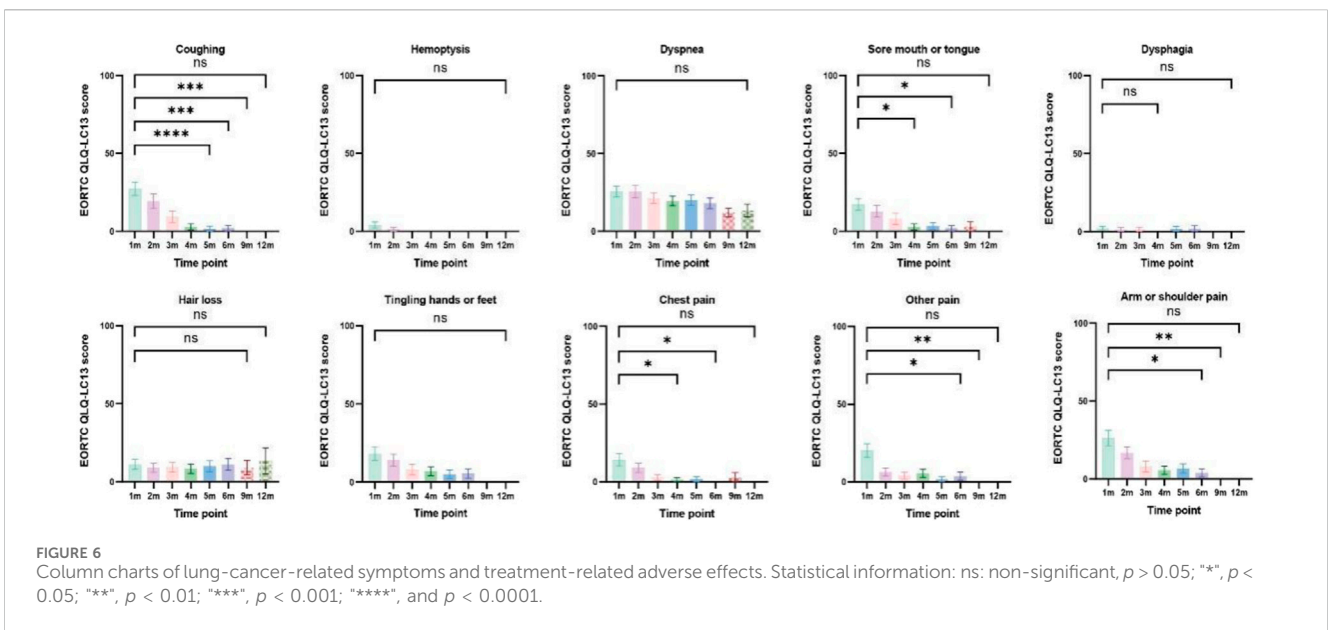 Coughing
ns
***
***
****
100
50
0
EORTC QLQ-LC13 score
1m 2m 3m 4m 5m 6m 9m 12m
Time point
Hemoptysis
ns
100
50
0
EORTC QLQ-LC13 score
1m 2m 3m 4m 5m 6m 9m 12m
Time point
Dyspnea
ns
100
50
0
EORTC QLQ-LC13 score
1m 2m 3m 4m 5m 6m 9m 12m
Time point
Sore mouth or tongue
ns
*
*
100
50
0
EORTC QLQ-LC13 score
1m 2m 3m 4m 5m 6m 9m 12m
Time point
Dysphagia
ns
ns
100
50
0
EORTC QLQ-LC13 score
1m 2m 3m 4m 5m 6m 9m 12m
Time point
Hair loss
ns
ns
100
50
0
EORTC QLQ-LC13 score
1m 2m 3m 4m 5m 6m 9m 12m
Time point
Tingling hands or feet
ns
100
50
0
EORTC QLQ-LC13 score
1m 2m 3m 4m 5m 6m 9m 12m
Time point
Chest pain
ns
*
*
100
50
0
EORTC QLQ-LC13 score
1m 2m 3m 4m 5m 6m 9m 12m
Time point
Other pain
ns
**
*
100
50
0
EORTC QLQ-LC13 score
1m 2m 3m 4m 5m 6m 9m 12m
Time point
Arm or shoulder pain
ns
**
*
100
50
0
EORTC QLQ-LC13 score
1m 2m 3m 4m 5m 6m 9m 12m
Time point
FIGURE 6
Column charts of lung-cancer-related symptoms and treatment-related adverse effects. Statistical information: ns: non-significant, p > 0.05; "*", p <
0.05; "**", p < 0.01; "***", p < 0.001; "****", and p < 0.0001.